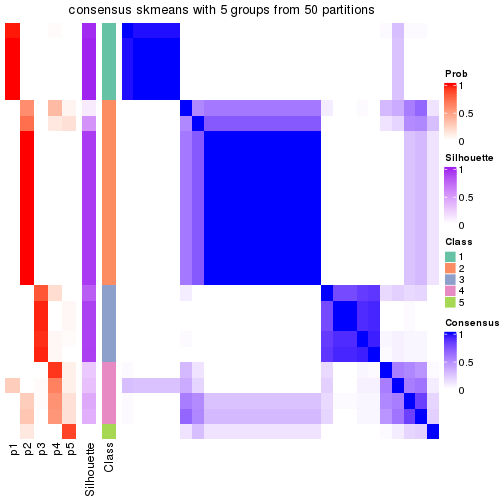 consensus skmeans with 5 groups from 50 partitions
Prob
1
0.5
0
Silhouette
1
0.5
0
Class
1
2
3
4
5
Consensus
1
0.5
0
p1
p2
p3
p4
p5
Silhouette
Class